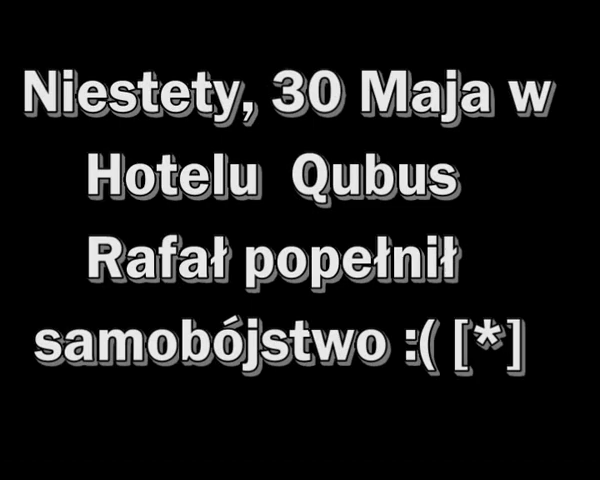 Niestety, 30 Maja w
Hotelu Qubus
Rafał popełnił
samobójstwo :( [*]